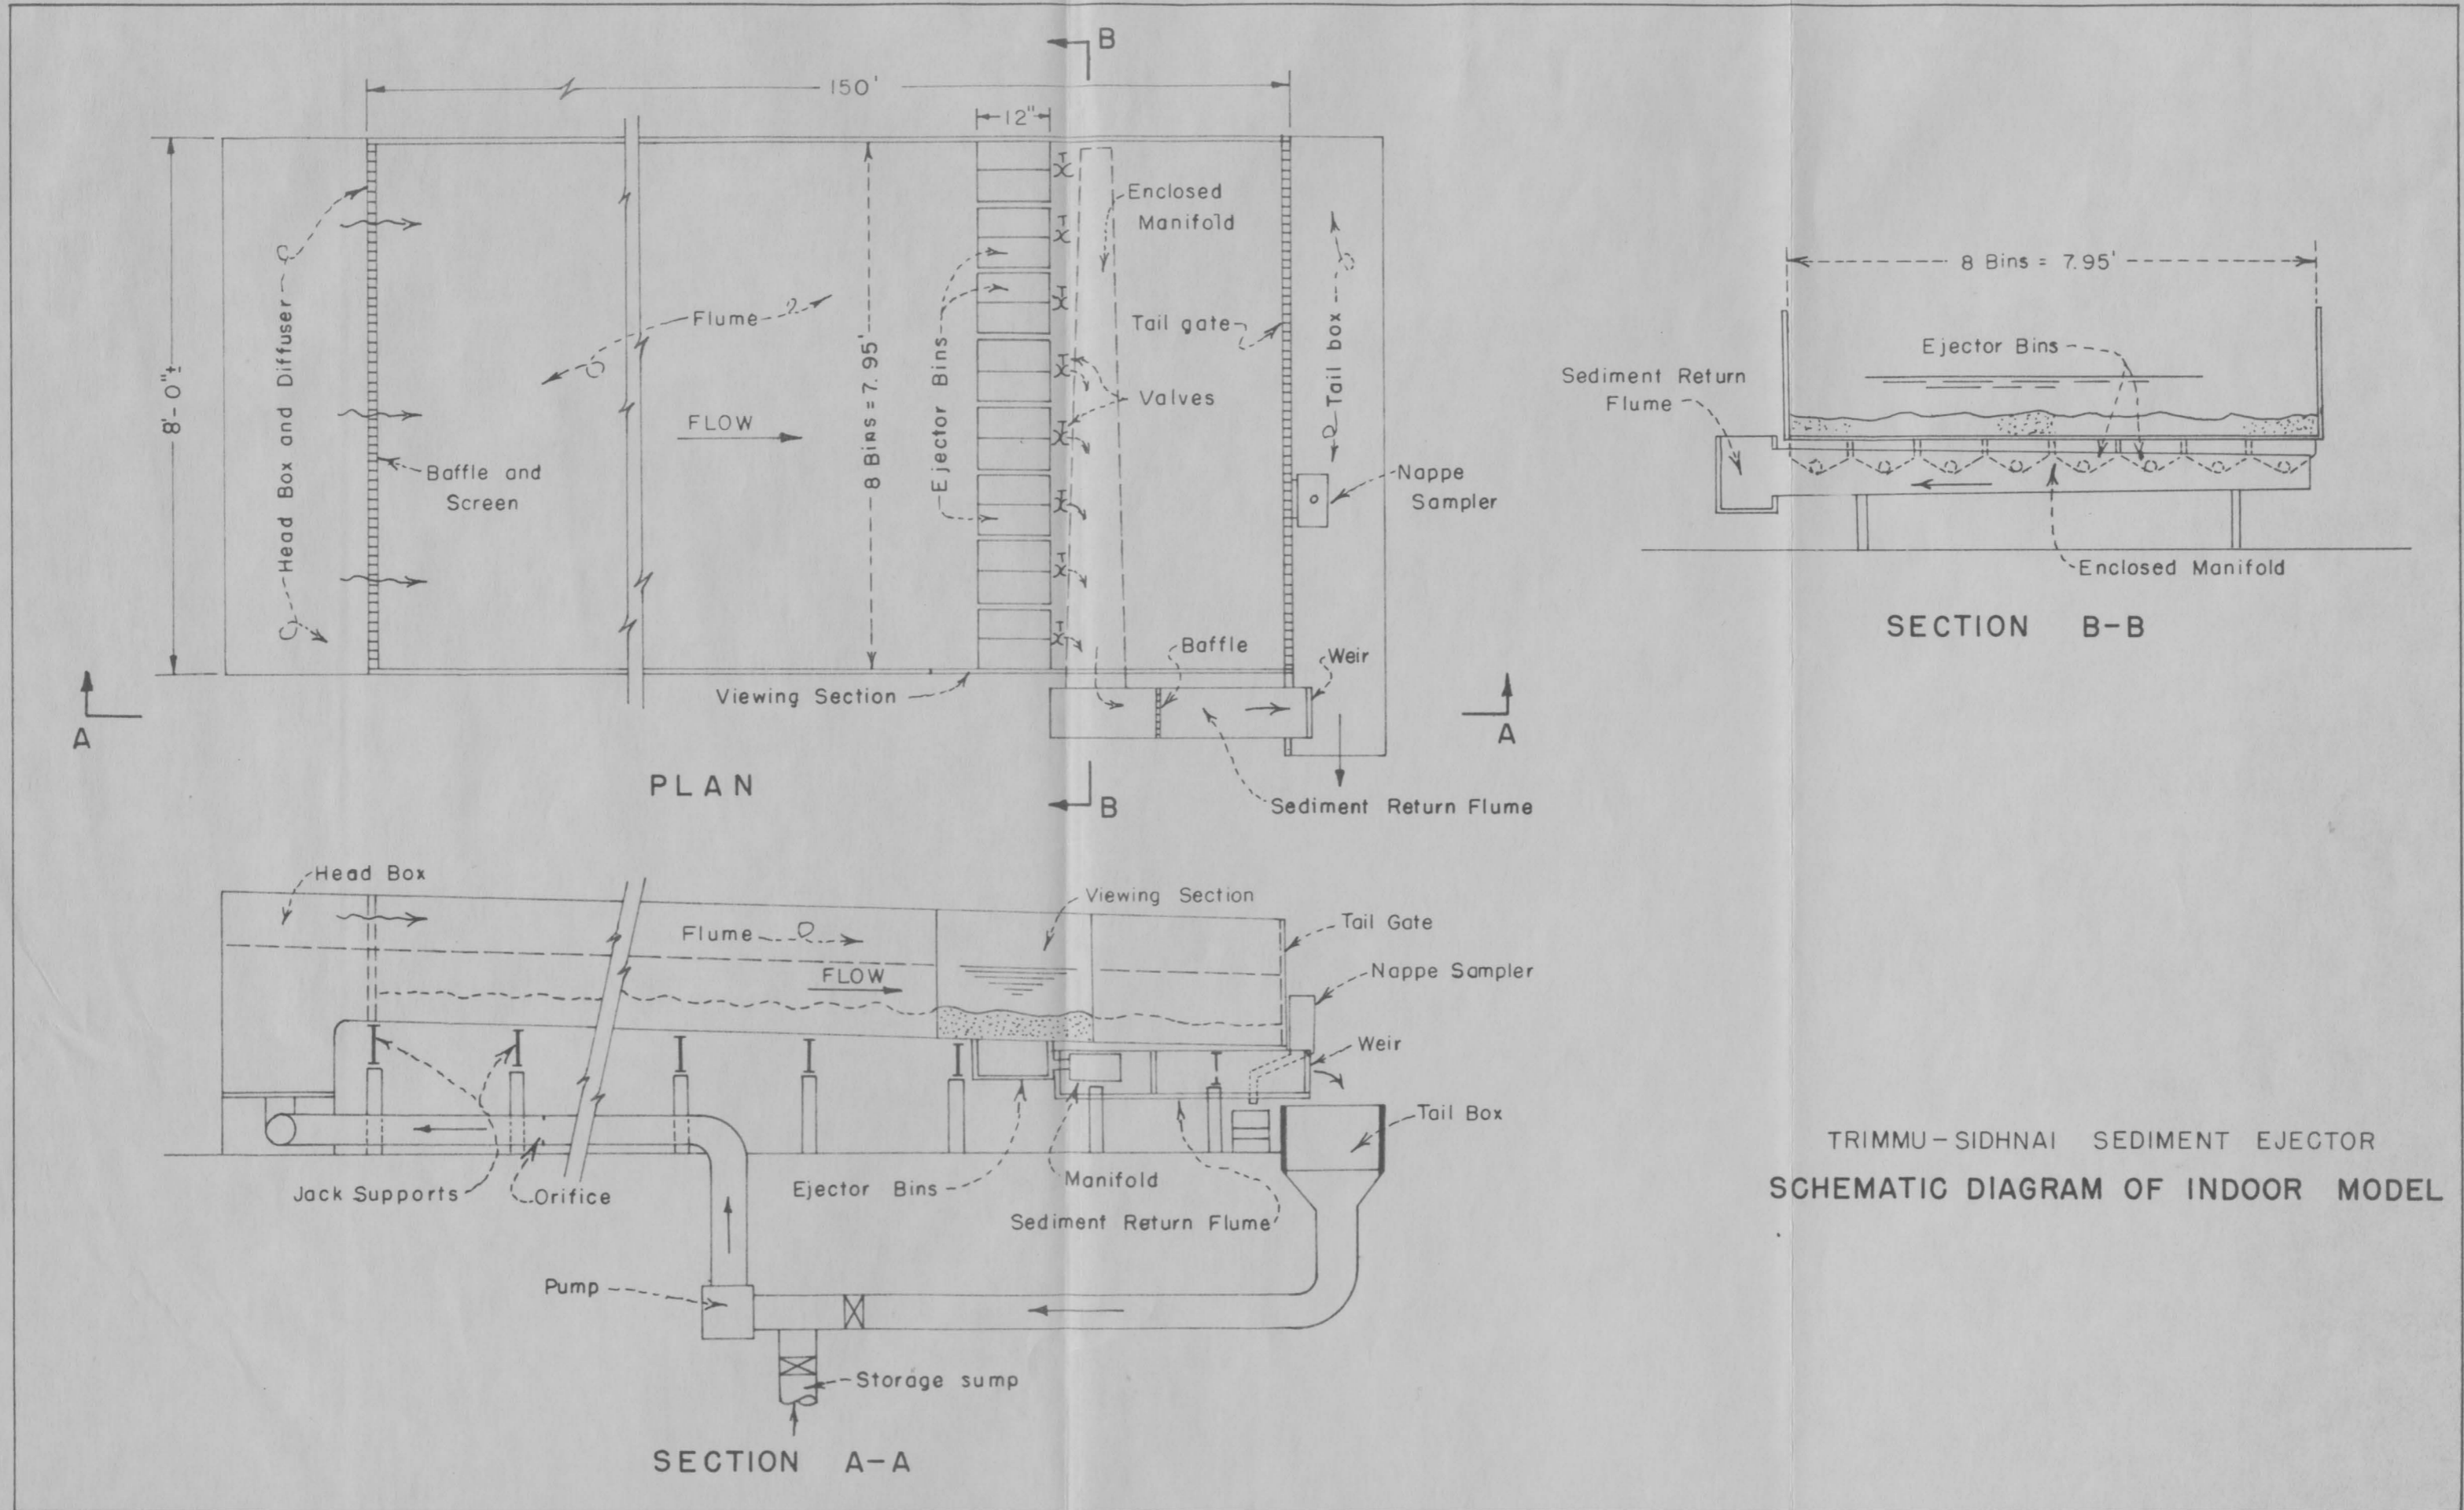 B
150'
12"
8'-0"±
Head Box and Diffuser
Baffle and
Screen
Flume
FLOW
8 Bins = 7.95'
Ejector Bins
Enclosed
Manifold
Tail gate
Valves
Tail box
Nappe
Sampler
Baffle
Weir
Viewing Section
A
A
PLAN
B
Sediment Return Flume
8 Bins = 7.95'
Ejector Bins
Sediment Return
Flume
Enclosed Manifold
SECTION B-B
Head Box
Viewing Section
Flume
FLOW
Tail Gate
Nappe Sampler
Weir
Tail Box
Jack Supports
Orifice
Ejector Bins
Manifold
Sediment Return Flume
Pump
Storage sump
SECTION A-A
TRIMMU-SIDHNAI SEDIMENT EJECTOR
SCHEMATIC DIAGRAM OF INDOOR MODEL